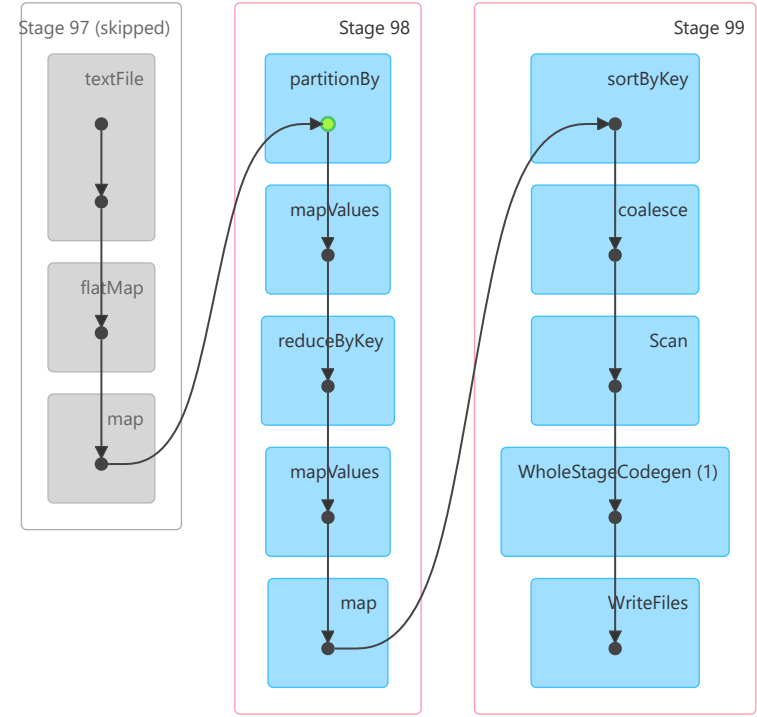 Stage 97 (skipped)
textFile
flatMap
map
Stage 98
partitionBy
mapValues
reduceByKey
mapValues
map
Stage 99
sortByKey
coalesce
Scan
WholeStageCodegen (1)
WriteFiles